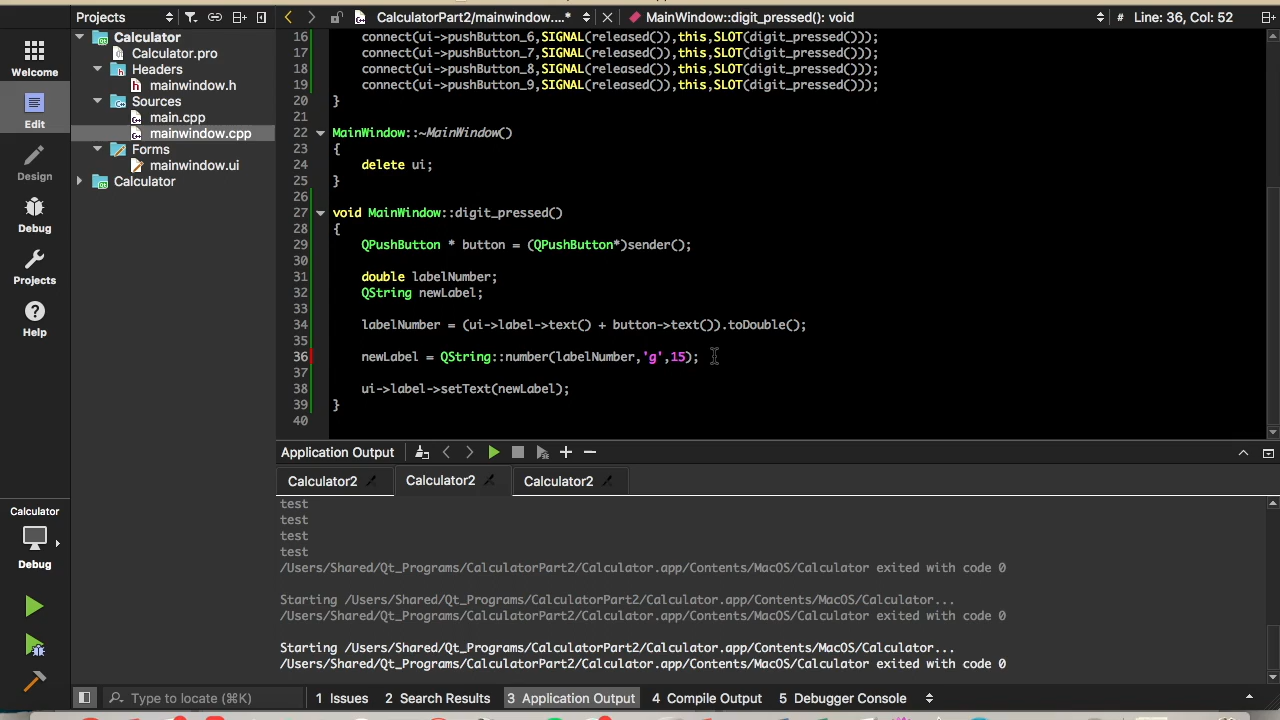 Projects
CalculatorPart2/mainwindow....*
MainWindow::digit_pressed(): void
# Line: 36, Col: 52
Welcome
Edit
Design
Debug
Projects
Help
Calculator
Debug
Calculator
Calculator.pro
Headers
mainwindow.h
Sources
main.cpp
mainwindow.cpp
Forms
mainwindow.ui
Calculator
16 connect(ui->pushButton_6,SIGNAL(released()),this,SLOT(digit_pressed()));
17 connect(ui->pushButton_7,SIGNAL(released()),this,SLOT(digit_pressed()));
18 connect(ui->pushButton_8,SIGNAL(released()),this,SLOT(digit_pressed()));
19 connect(ui->pushButton_9,SIGNAL(released()),this,SLOT(digit_pressed()));
20 }
21
22 MainWindow::~MainWindow()
23 {
24 delete ui;
25 }
26
27 void MainWindow::digit_pressed()
28 {
29 QPushButton * button = (QPushButton*)sender();
30
31 double labelNumber;
32 QString newLabel;
33
34 labelNumber = (ui->label->text() + button->text()).toDouble();
35
36 newLabel = QString::number(labelNumber,'g',15);
37
38 ui->label->setText(newLabel);
39 }
40
Application Output
Calculator2
Calculator2
Calculator2
test
test
test
test
/Users/Shared/Qt_Programs/CalculatorPart2/Calculator.app/Contents/MacOS/Calculator exited with code 0
Starting /Users/Shared/Qt_Programs/CalculatorPart2/Calculator.app/Contents/MacOS/Calculator...
/Users/Shared/Qt_Programs/CalculatorPart2/Calculator.app/Contents/MacOS/Calculator exited with code 0
Starting /Users/Shared/Qt_Programs/CalculatorPart2/Calculator.app/Contents/MacOS/Calculator...
/Users/Shared/Qt_Programs/CalculatorPart2/Calculator.app/Contents/MacOS/Calculator exited with code 0
Type to locate (⌘K)
1 Issues
2 Search Results
3 Application Output
4 Compile Output
5 Debugger Console